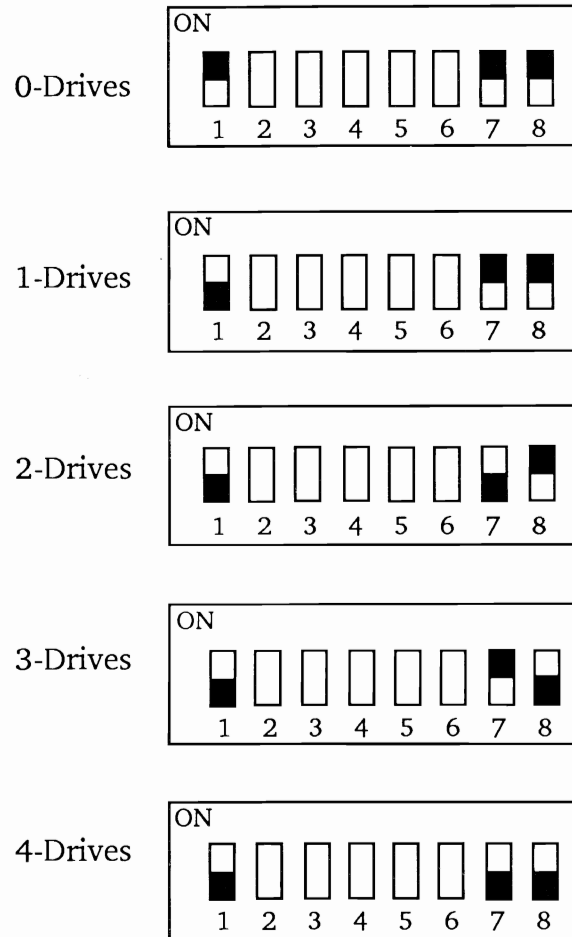 ON
0-Drives
1 2 3 4 5 6 7 8
ON
1-Drives
1 2 3 4 5 6 7 8
ON
2-Drives
1 2 3 4 5 6 7 8
ON
3-Drives
1 2 3 4 5 6 7 8
ON
4-Drives
1 2 3 4 5 6 7 8